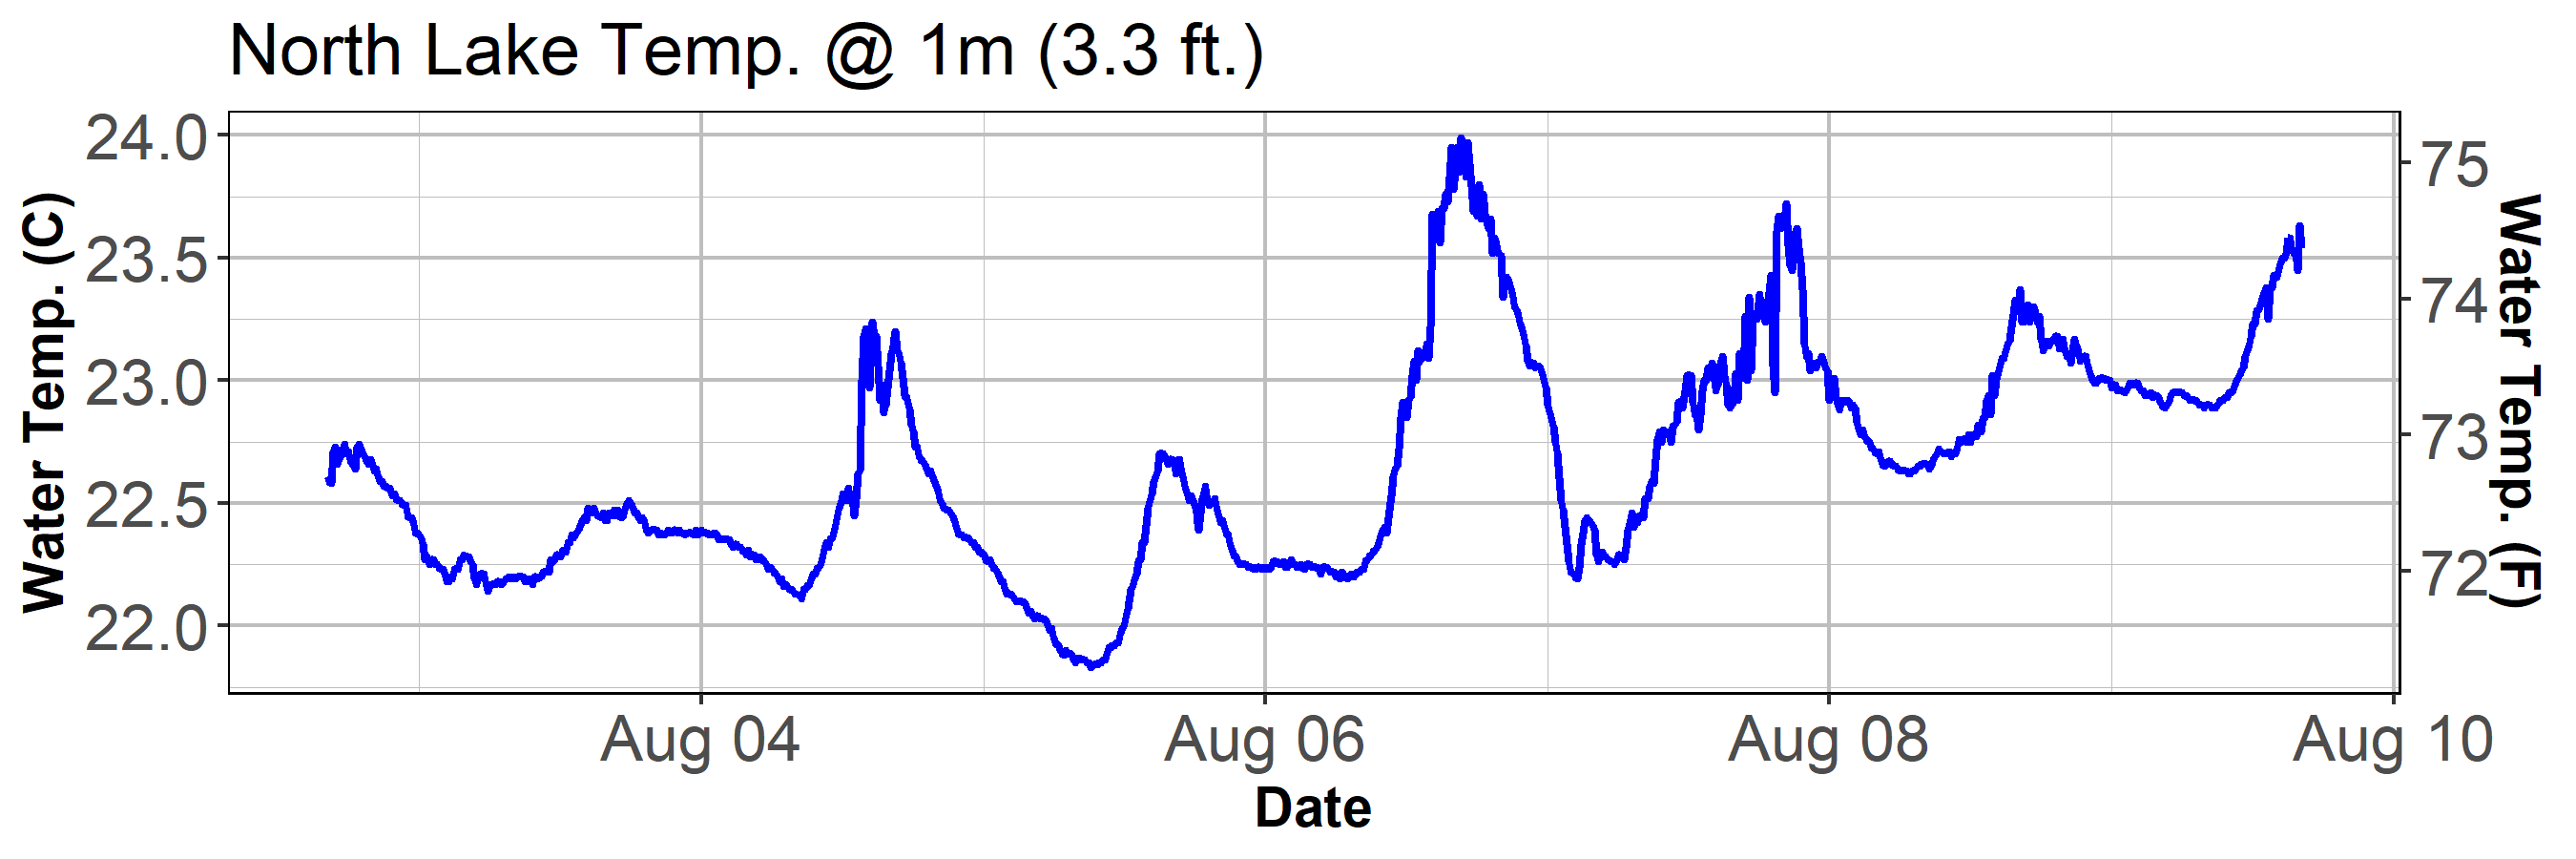 North Lake Temp. @ 1m (3.3 ft.)
Water Temp. (C)
24.0
23.5
23.0
22.5
22.0
75
74
73
72
Water Temp. (F)
Aug 04 Aug 06 Aug 08 Aug 10
Date